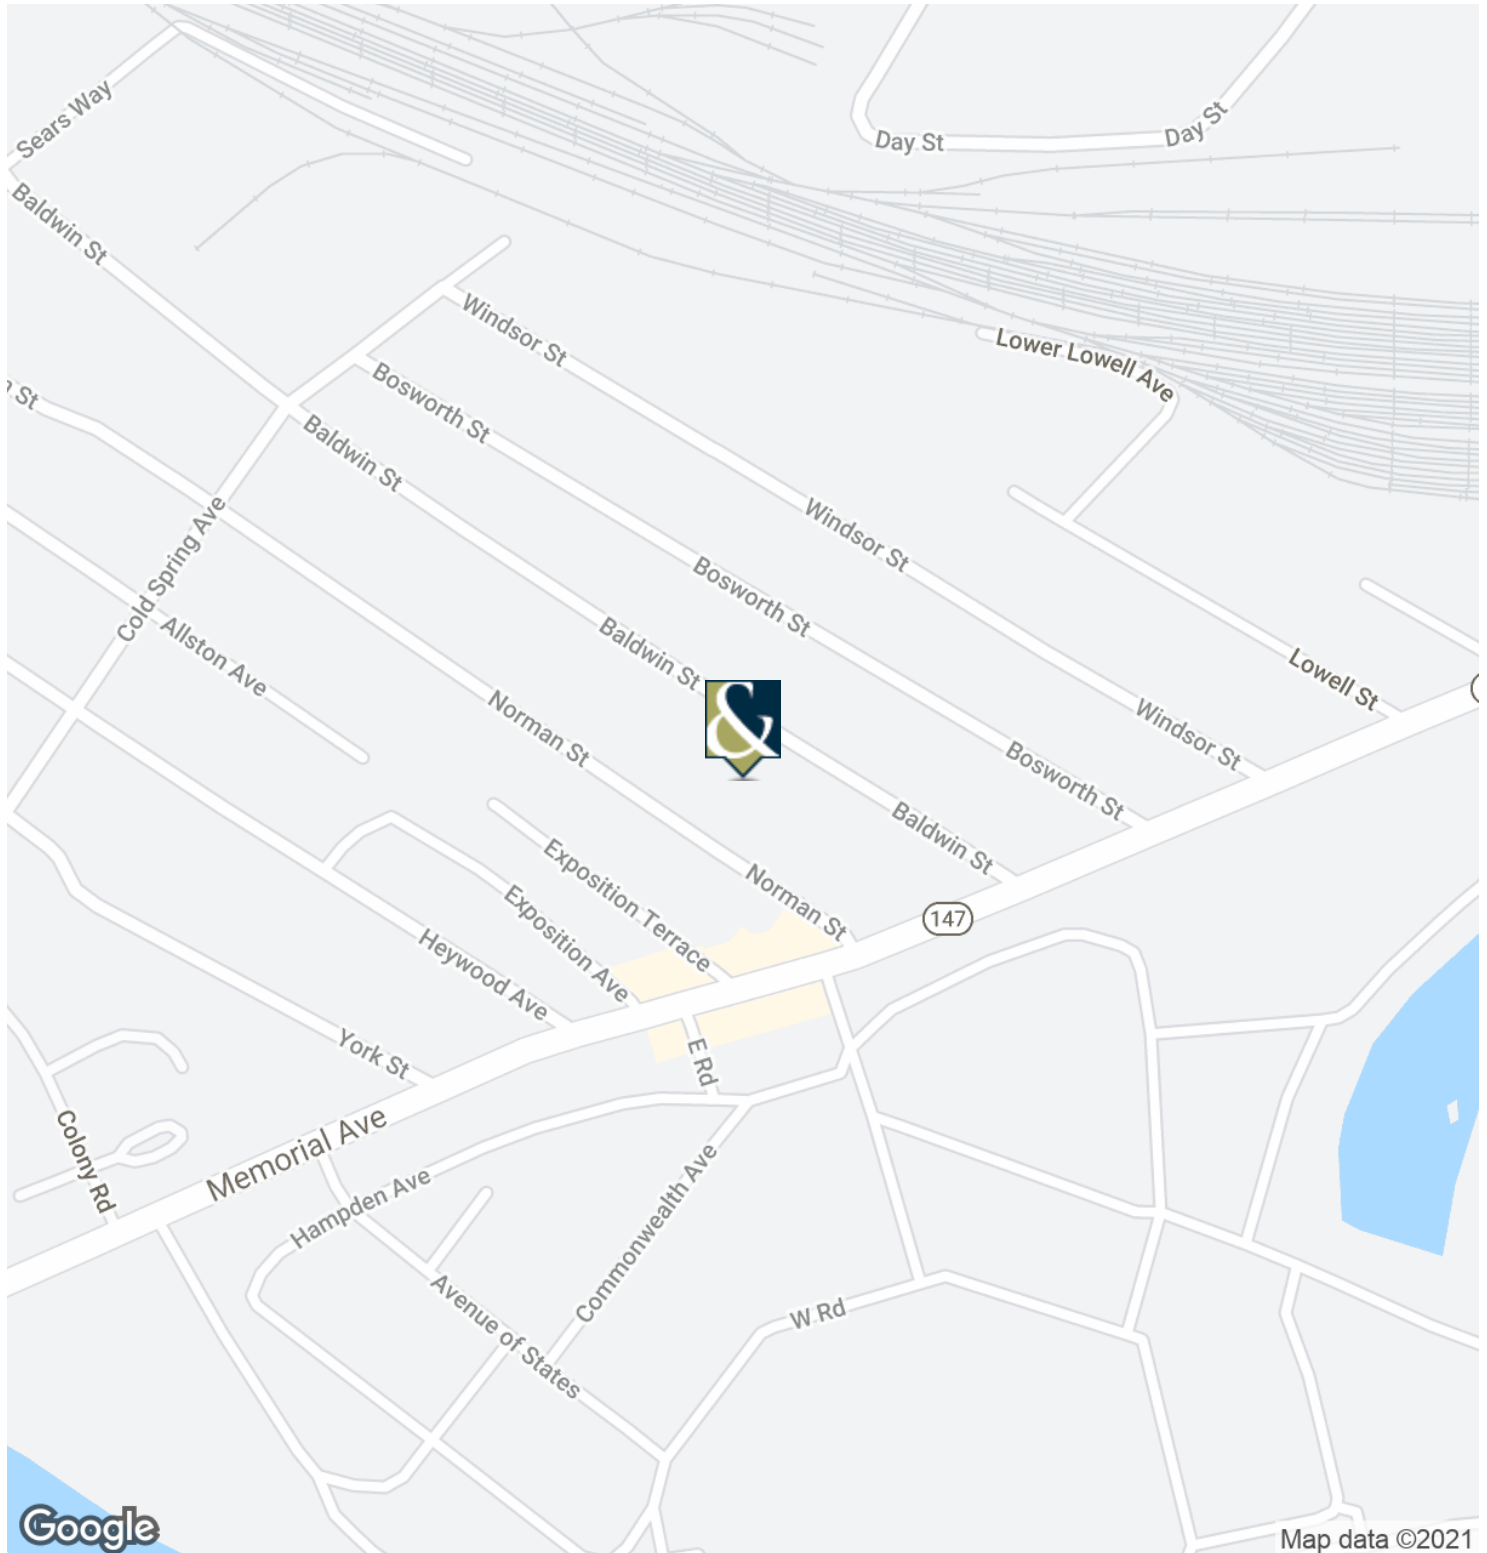 Sears Way
Day St
Day St
Baldwin St
Windsor St
Lower Lowell Ave
Bosworth St
St
Baldwin St
Cold Spring Ave
Windsor St
Bosworth St
Allston Ave
Baldwin St
Lowell St
Norman St
&
Windsor St
Bosworth St
Baldwin St
Exposition Terrace
Norman St
Exposition Ave
147
Heywood Ave
York St
E Rd
Colony Rd
Memorial Ave
Hampden Ave
Commonwealth Ave
Avenue of States
W Rd
Google
Map data ©2021